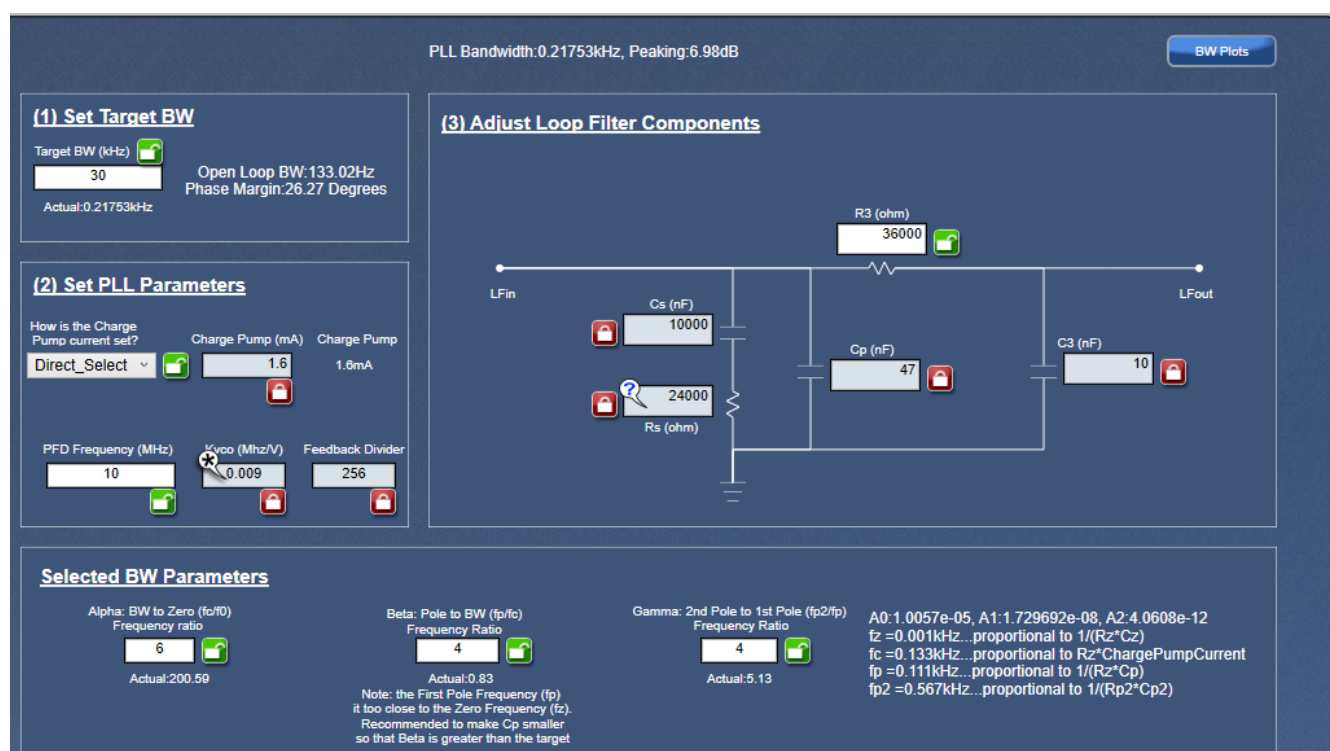 PLL Bandwidth:0.21753kHz, Peaking:6.98dB
BW Plots
(1) Set Target BW
Target BW (kHz)
30
Open Loop BW:133.02Hz
Phase Margin:26.27 Degrees
Actual:0.21753kHz
(2) Set PLL Parameters
How is the Charge
Pump current set?
Charge Pump (mA)
Charge Pump
Direct_Select
1.6
1.6mA
PFD Frequency (MHz)
Kvco (Mhz/V)
Feedback Divider
10
0.009
256
(3) Adjust Loop Filter Components
R3 (ohm)
36000
LFin
LFout
Cs (nF)
10000
Cp (nF)
47
C3 (nF)
10
?
24000
Rs (ohm)
Selected BW Parameters
Alpha: BW to Zero (fc/f0)
Frequency ratio
6
Actual:200.59
Beta: Pole to BW (fp/fc)
Frequency Ratio
4
Actual:0.83
Note: the First Pole Frequency (fp)
it too close to the Zero Frequency (fz).
Recommended to make Cp smaller
so that Beta is greater than the target
Gamma: 2nd Pole to 1st Pole (fp2/fp)
Frequency Ratio
4
Actual:5.13
A0:1.0057e-05, A1:1.729692e-08, A2:4.0608e-12
fz =0.001kHz...proportional to 1/(Rz*Cz)
fc =0.133kHz...proportional to Rz*ChargePumpCurrent
fp =0.111kHz...proportional to 1/(Rz*Cp)
fp2 =0.567kHz...proportional to 1/(Rp2*Cp2)